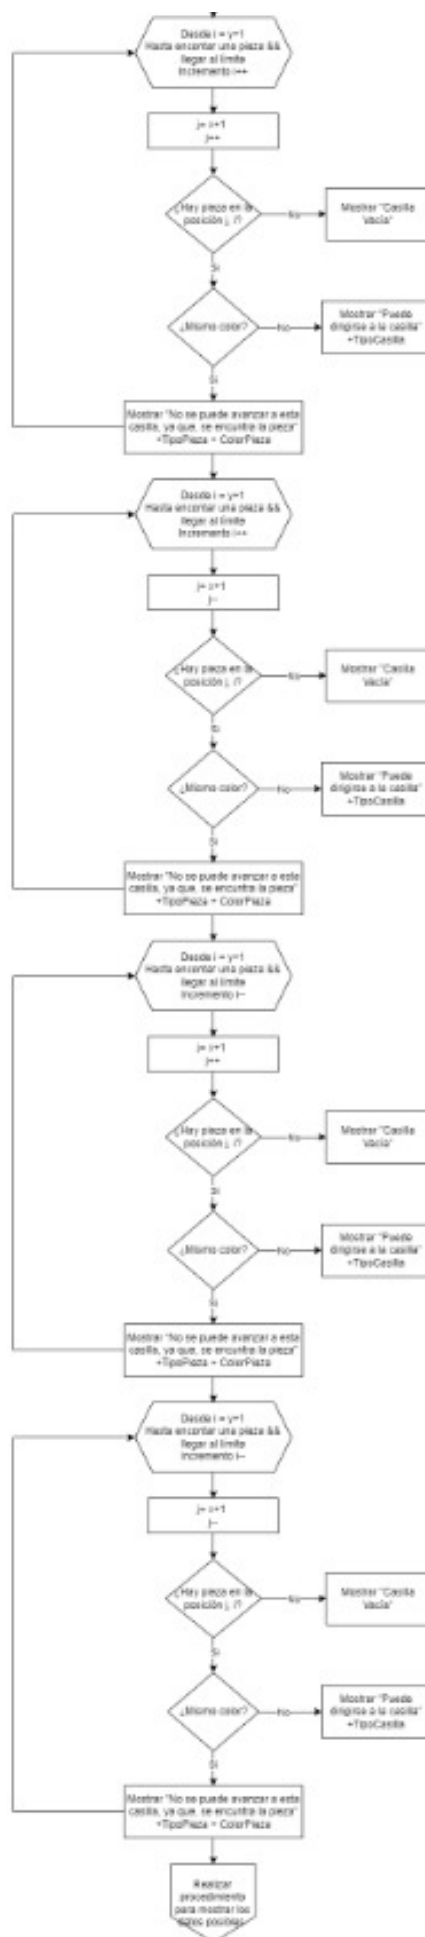 Desde i = y=1
Hasta encontar una pieza &&
llegar al límite
Incremento i++
j= x+1
j++
¿Hay pieza en la
posición j, i?
No
Mostrar "Casilla
Vacía"
Si
¿Mismo color?
No
Mostrar "Puede
dirigirse a la casilla"
+TipoCasilla
Si
Mostrar "No se puede avanzar a esta
casilla, ya que, se encuntra la pieza"
+TipoPieza + ColorPieza
Desde i = y=1
Hasta encontar una pieza &&
llegar al límite
Incremento i++
j= x+1
j--
¿Hay pieza en la
posición j, i?
No
Mostrar "Casilla
Vacía"
Si
¿Mismo color?
No
Mostrar "Puede
dirigirse a la casilla"
+TipoCasilla
Si
Mostrar "No se puede avanzar a esta
casilla, ya que, se encuntra la pieza"
+TipoPieza + ColorPieza
Desde i = y=1
Hasta encontar una pieza &&
llegar al límite
Incremento i--
j= x+1
j++
¿Hay pieza en la
posición j, i?
No
Mostrar "Casilla
Vacía"
Si
¿Mismo color?
No
Mostrar "Puede
dirigirse a la casilla"
+TipoCasilla
Si
Mostrar "No se puede avanzar a esta
casilla, ya que, se encuntra la pieza"
+TipoPieza + ColorPieza
Desde i = y=1
Hasta encontar una pieza &&
llegar al límite
Incremento i--
j= x+1
j--
¿Hay pieza en la
posición j, i?
No
Mostrar "Casilla
Vacía"
Si
¿Mismo color?
No
Mostrar "Puede
dirigirse a la casilla"
+TipoCasilla
Si
Mostrar "No se puede avanzar a esta
casilla, ya que, se encuntra la pieza"
+TipoPieza + ColorPieza
Realizar
procedimiento
para mostrar los
datos posibles